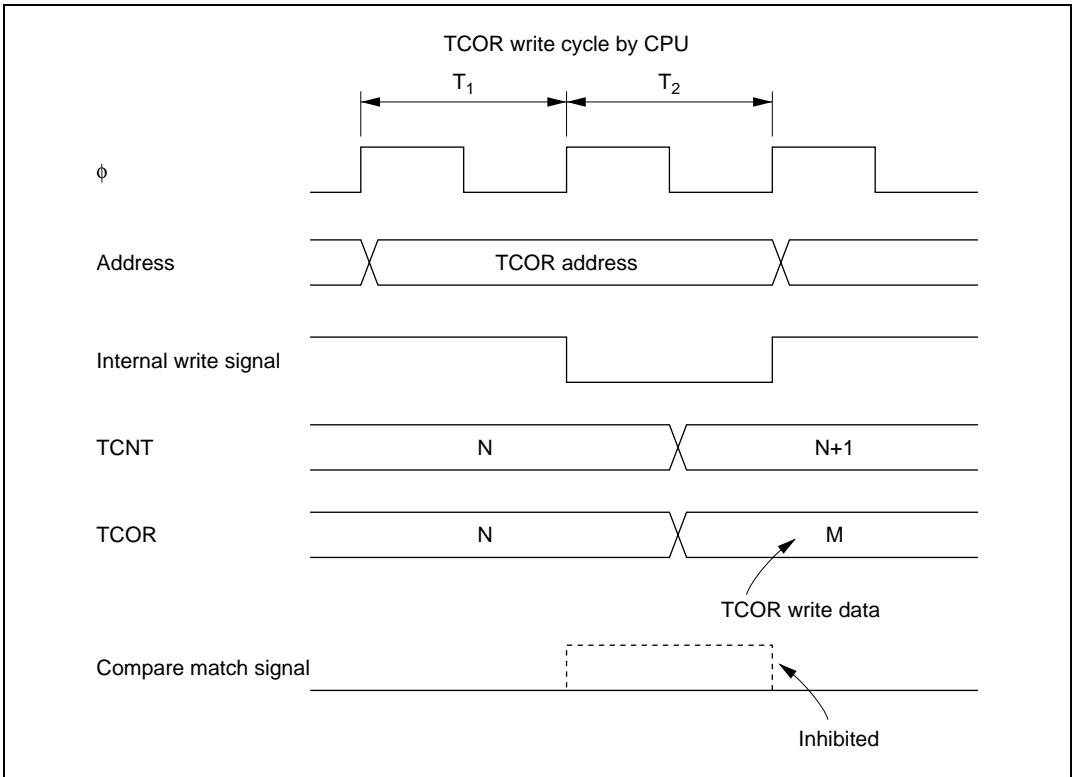 TCOR write cycle by CPU
T1 T2
ϕ
Address TCOR address
Internal write signal
TCNT N N+1
TCOR N M
TCOR write data
Compare match signal
Inhibited